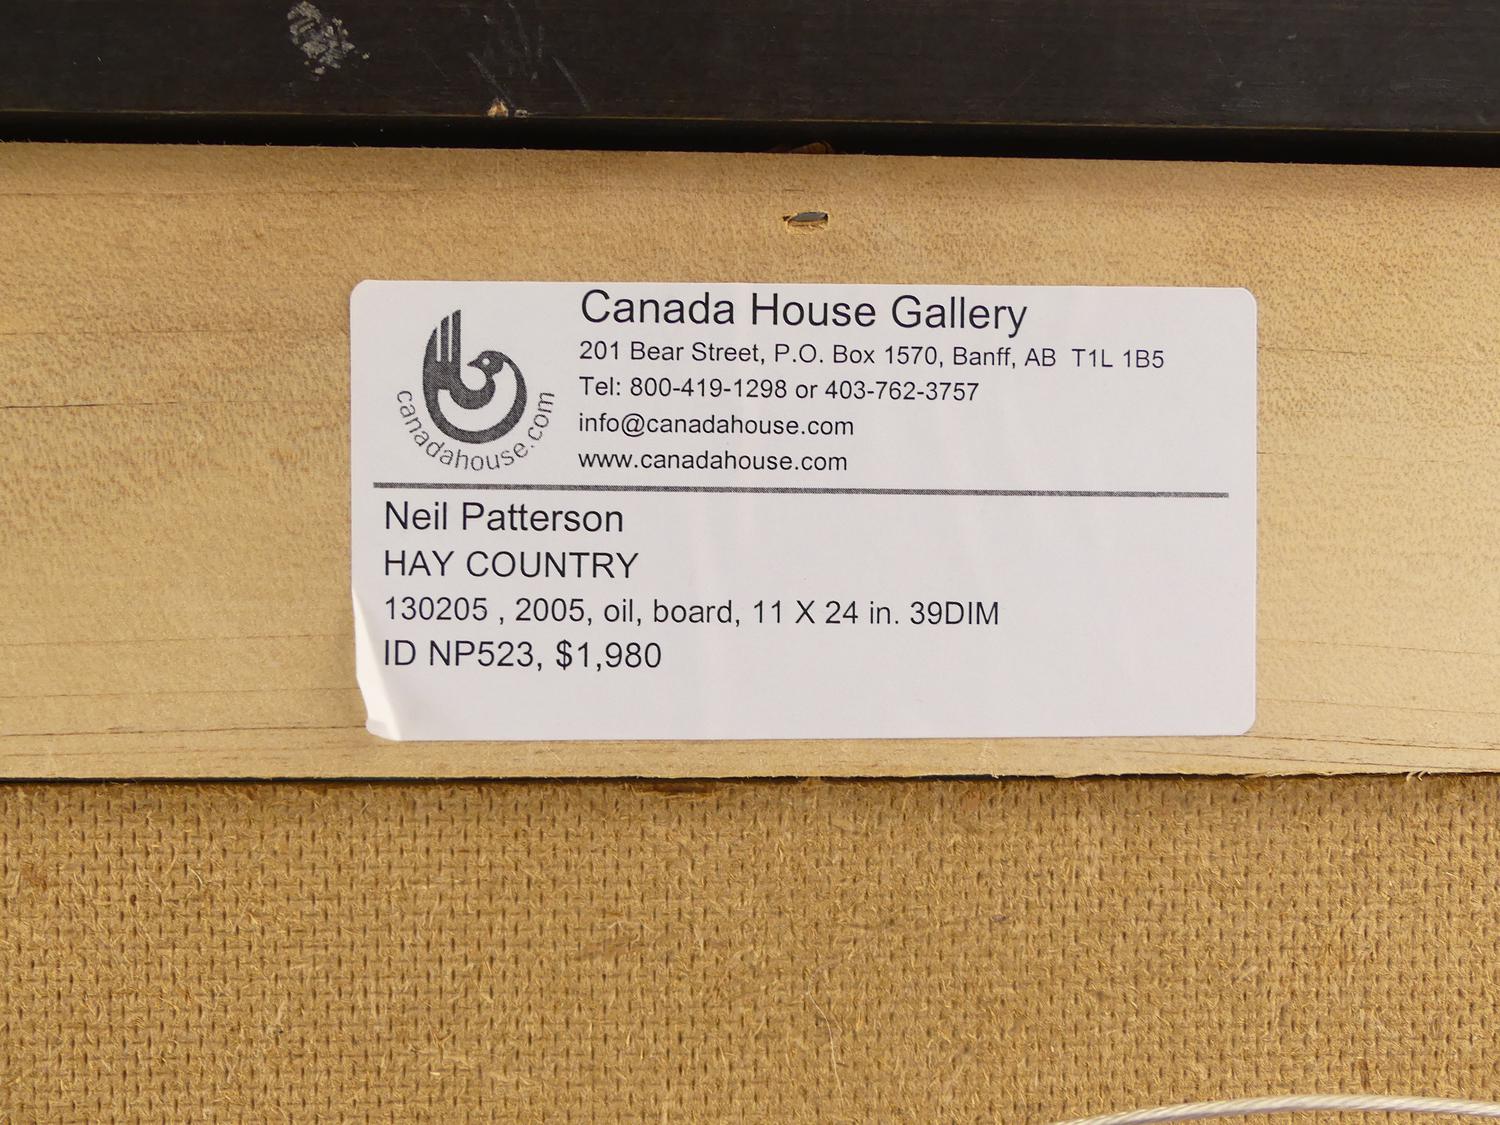 Canada House Gallery
201 Bear Street, P.O. Box 1570, Banff, AB  T1L 1B5
Tel: 800-419-1298 or 403-762-3757
info@canadahouse.com
www.canadahouse.com
canadahouse.com
Neil Patterson
HAY COUNTRY
130205 , 2005, oil, board, 11 X 24 in. 39DIM
ID NP523, $1,980